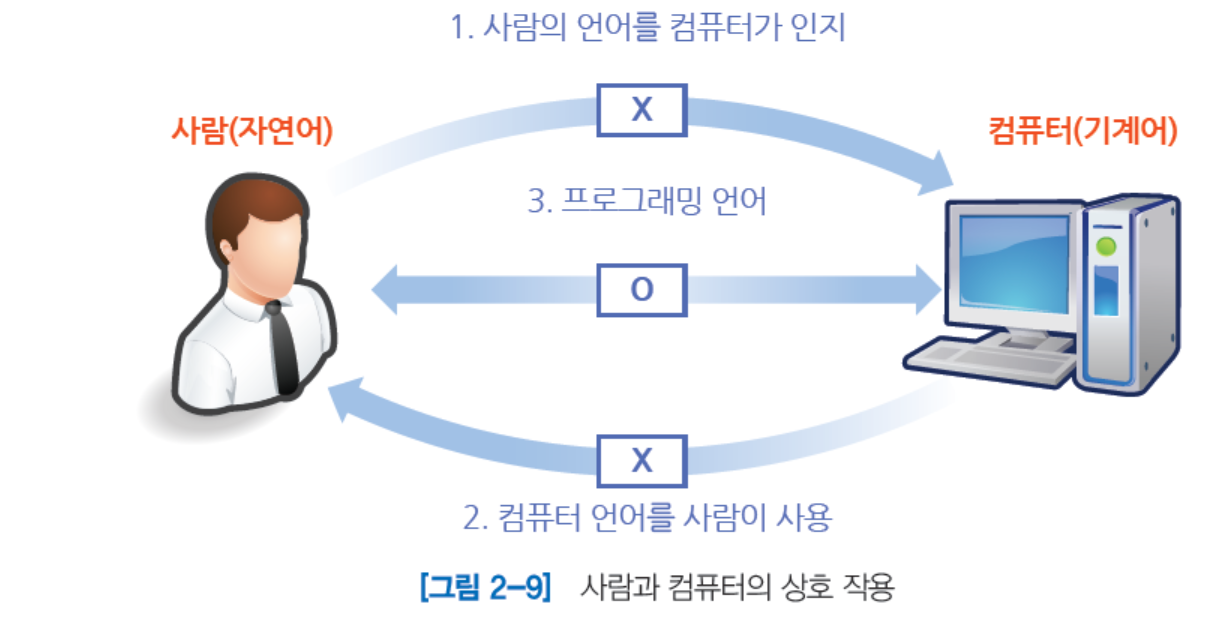 1. 사람의 언어를 컴퓨터가 인지
X
사람(자연어)
컴퓨터(기계어)
3. 프로그래밍 언어
O
X
2. 컴퓨터 언어를 사람이 사용
[그림 2-9] 사람과 컴퓨터의 상호 작용